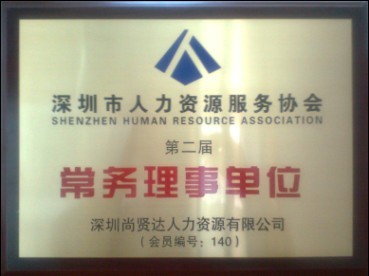 深圳市人力资源服务协会
SHENZHEN HUMAN RESOURCE ASSOCIATION
第二届
常务理事单位
深圳尚贤达人力资源有限公司
(会员编号:140)